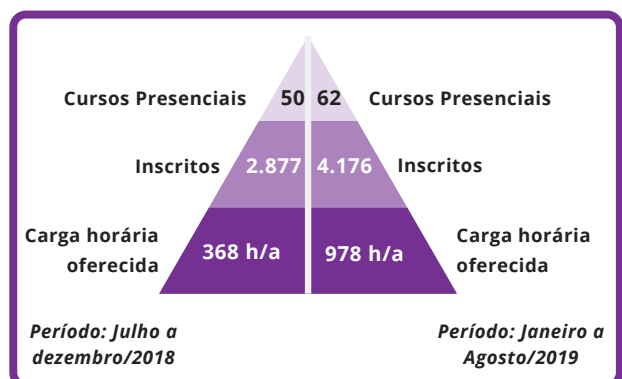 Cursos Presenciais 50 62 Cursos Presenciais
Inscritos 2.877 4.176 Inscritos
Carga horária
oferecida
368 h/a 978 h/a
Carga horária
oferecida
Período: Julho a
dezembro/2018
Período: Janeiro a
Agosto/2019